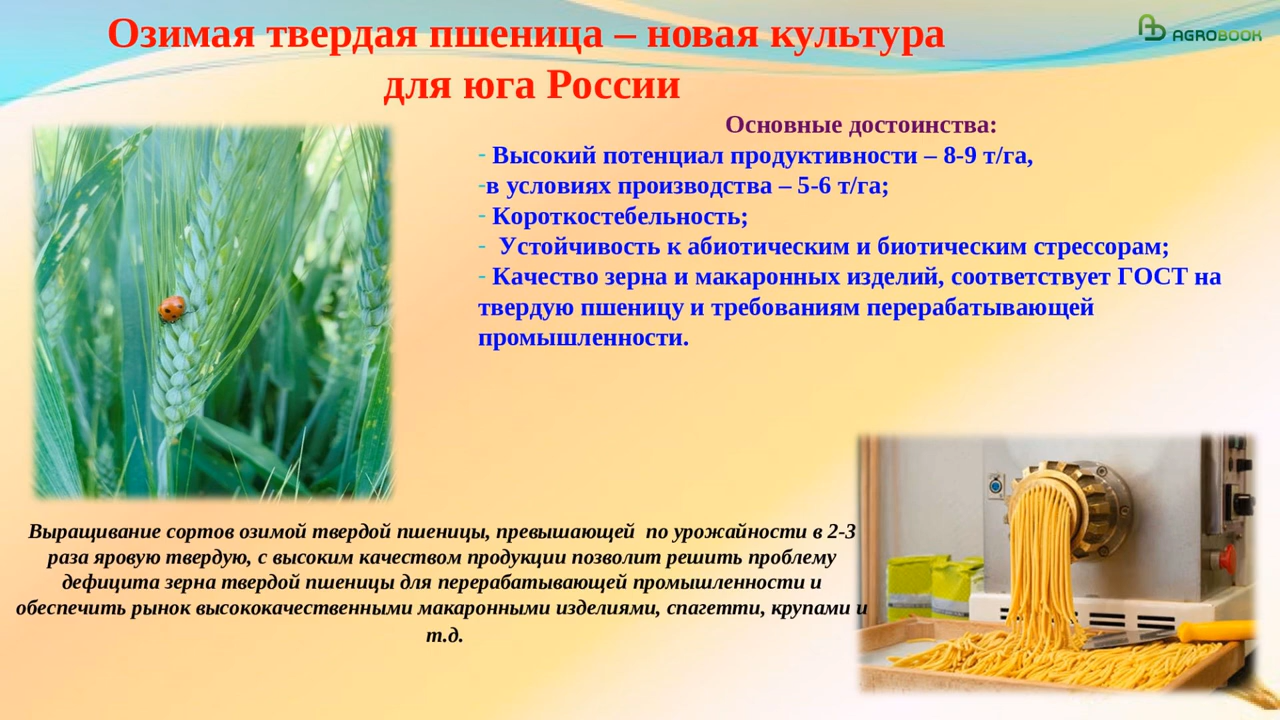 Озимая твердая пшеница – новая культура
для юга России
AGROBOOK
Основные достоинства:
- Высокий потенциал продуктивности – 8-9 т/га,
-в условиях производства – 5-6 т/га;
- Короткостебельность;
- Устойчивость к абиотическим и биотическим стрессорам;
- Качество зерна и макаронных изделий, соответствует ГОСТ на
твердую пшеницу и требованиям перерабатывающей
промышленности.
Выращивание сортов озимой твердой пшеницы, превышающей по урожайности в 2-3
раза яровую твердую, с высоким качеством продукции позволит решить проблему
дефицита зерна твердой пшеницы для перерабатывающей промышленности и
обеспечить рынок высококачественными макаронными изделиями, спагетти, крупами и
т.д.